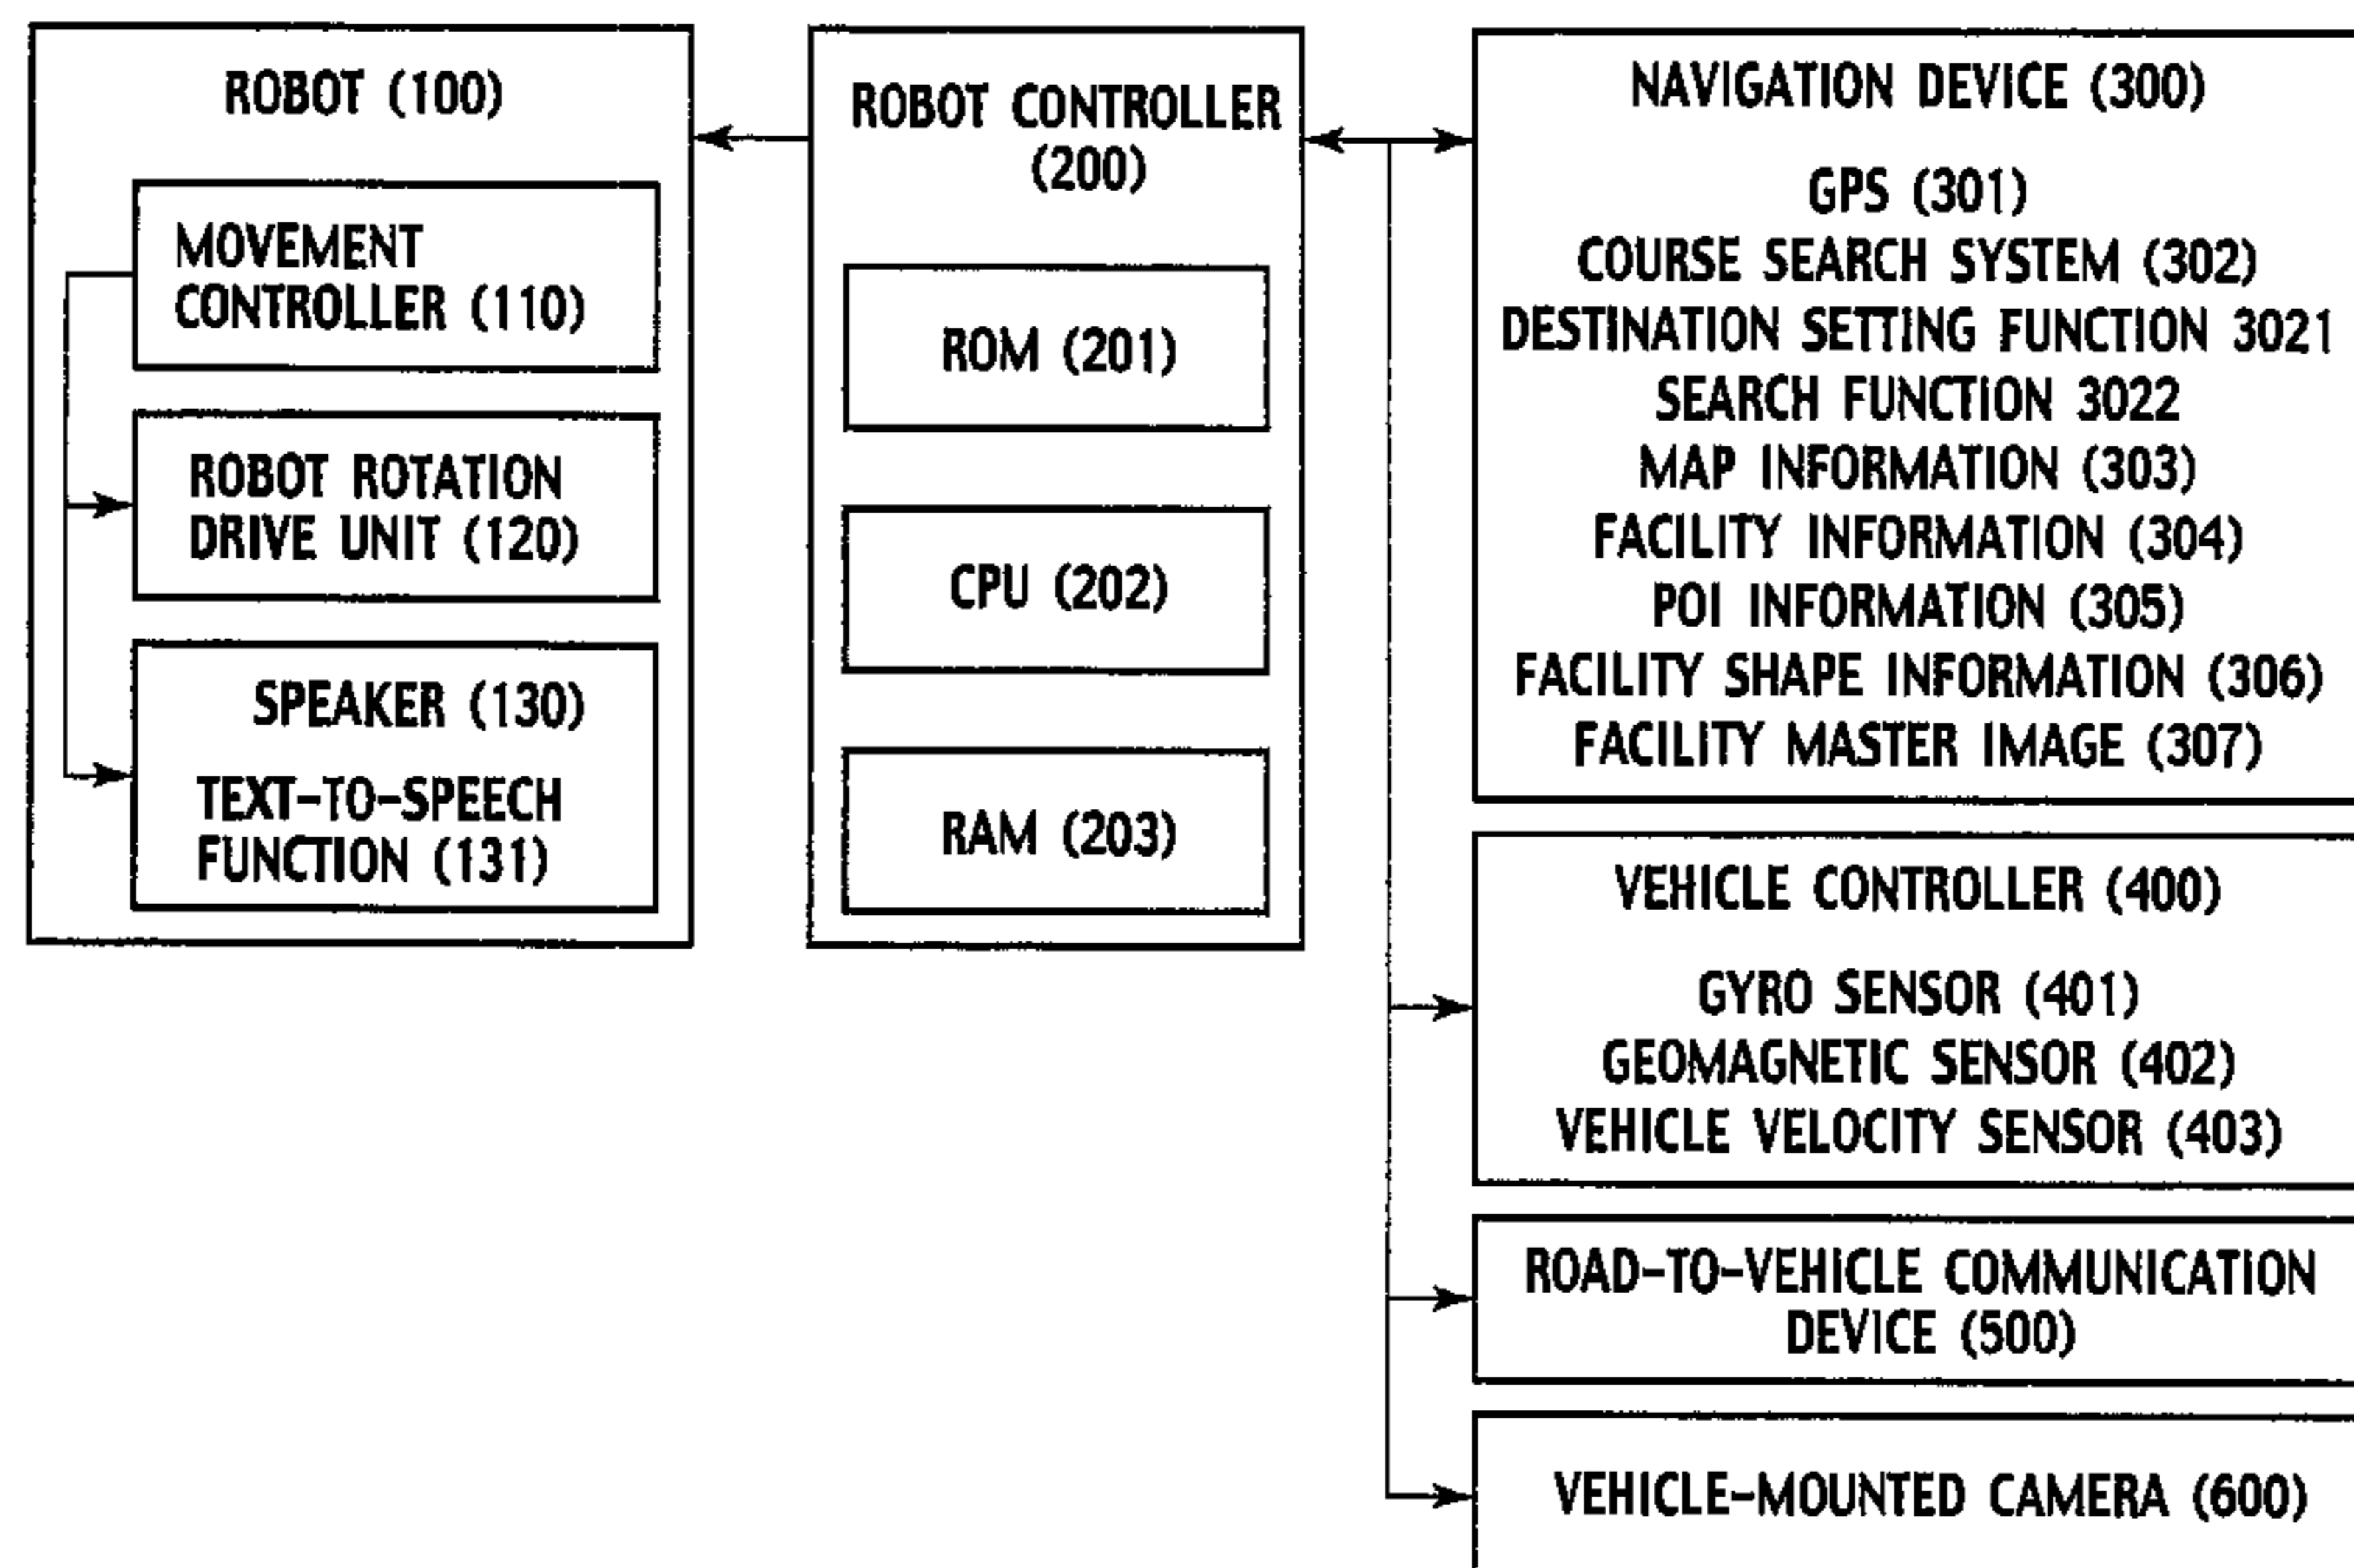 ROBOT (100)
MOVEMENT
CONTROLLER (110)
ROBOT ROTATION
DRIVE UNIT (120)
SPEAKER (130)
TEXT-TO-SPEECH
FUNCTION (131)
ROBOT CONTROLLER
(200)
ROM (201)
CPU (202)
RAM (203)
NAVIGATION DEVICE (300)
GPS (301)
COURSE SEARCH SYSTEM (302)
DESTINATION SETTING FUNCTION 3021
SEARCH FUNCTION 3022
MAP INFORMATION (303)
FACILITY INFORMATION (304)
POI INFORMATION (305)
FACILITY SHAPE INFORMATION (306)
FACILITY MASTER IMAGE (307)
VEHICLE CONTROLLER (400)
GYRO SENSOR (401)
GEOMAGNETIC SENSOR (402)
VEHICLE VELOCITY SENSOR (403)
ROAD-TO-VEHICLE COMMUNICATION
DEVICE (500)
VEHICLE-MOUNTED CAMERA (600)